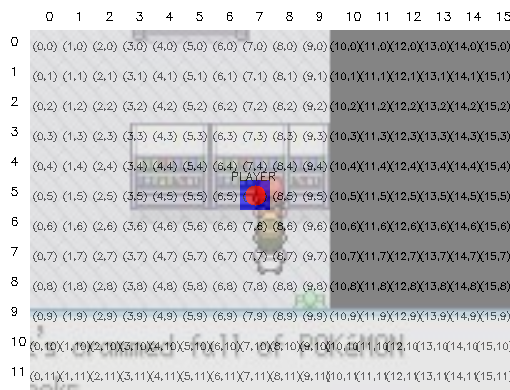 0 1 2 3 4 5 6 7 8 9 10 11 12 13 14 15
0 (0,0) (1,0) (2,0) (3,0) (4,0) (5,0) (6,0) (7,0) (8,0) (9,0) (10,0) (11,0) (12,0) (13,0) (14,0) (15,0)
1 (0,1) (1,1) (2,1) (3,1) (4,1) (5,1) (6,1) (7,1) (8,1) (9,1) (10,1) (11,1) (12,1) (13,1) (14,1) (15,1)
2 (0,2) (1,2) (2,2) (3,2) (4,2) (5,2) (6,2) (7,2) (8,2) (9,2) (10,2) (11,2) (12,2) (13,2) (14,2) (15,2)
3 (0,3) (1,3) (2,3) (3,3) (4,3) (5,3) (6,3) (7,3) (8,3) (9,3) (10,3) (11,3) (12,3) (13,3) (14,3) (15,3)
4 (0,4) (1,4) (2,4) (3,4) (4,4) (5,4) (6,4) (7,4) (8,4) (9,4) (10,4) (11,4) (12,4) (13,4) (14,4) (15,4)
PLAYER
5 (0,5) (1,5) (2,5) (3,5) (4,5) (5,5) (6,5) (8,5) (9,5) (10,5) (11,5) (12,5) (13,5) (14,5) (15,5)
6 (0,6) (1,6) (2,6) (3,6) (4,6) (5,6) (6,6) (7,6) (8,6) (9,6) (10,6) (11,6) (12,6) (13,6) (14,6) (15,6)
7 (0,7) (1,7) (2,7) (3,7) (4,7) (5,7) (6,7) (7,7) (8,7) (9,7) (10,7) (11,7) (12,7) (13,7) (14,7) (15,7)
8 (0,8) (1,8) (2,8) (3,8) (4,8) (5,8) (6,8) (7,8) (8,8) (9,8) (10,8) (11,8) (12,8) (13,8) (14,8) (15,8)
9 (0,9) (1,9) (2,9) (3,9) (4,9) (5,9) (6,9) (7,9) (8,9) (9,9) (10,9) (11,9) (12,9) (13,9) (14,9) (15,9)
10 (0,10) (1,10) (2,10) (3,10) (4,10) (5,10) (6,10) (7,10) (8,10) (9,10) (10,10) (11,10) (12,10) (13,10) (14,10) (15,10)
's crammed full of POKéMON
11 (0,11) (1,11) (2,11) (3,11) (4,11) (5,11) (6,11) (7,11) (8,11) (9,11) (10,11) (11,11) (12,11) (13,11) (14,11) (15,11)